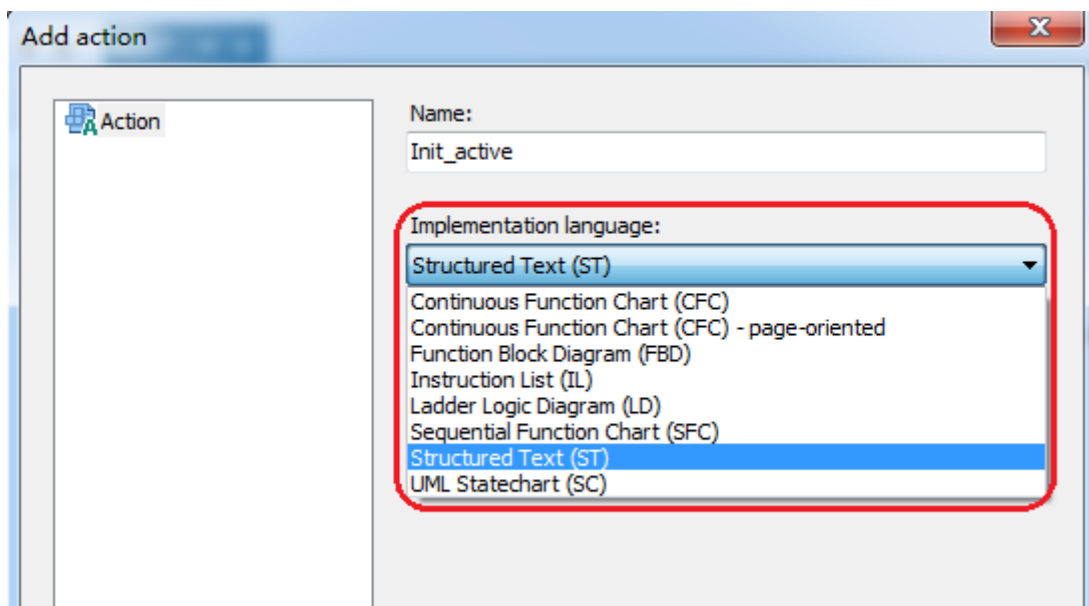 Add action
Action
Name:
Init_active
Implementation language:
Structured Text (ST)
Continuous Function Chart (CFC)
Continuous Function Chart (CFC) - page-oriented
Function Block Diagram (FBD)
Instruction List (IL)
Ladder Logic Diagram (LD)
Sequential Function Chart (SFC)
Structured Text (ST)
UML Statechart (SC)